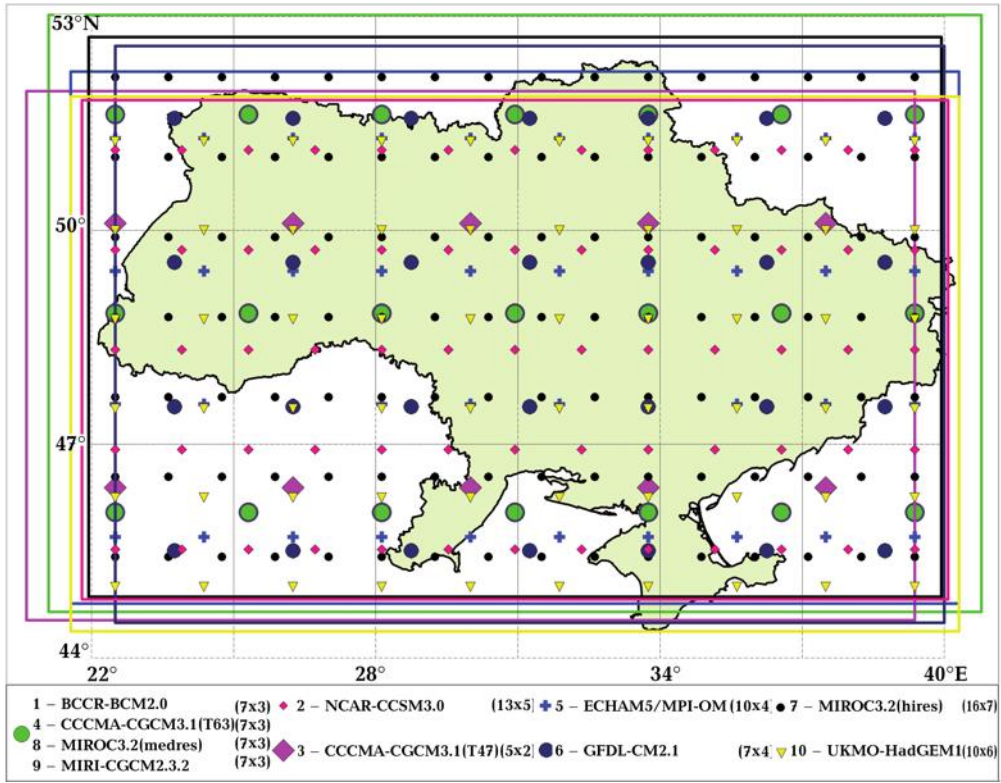 53°N
50°
47°
44°
22° 28° 34° 40°E
1 – BCCR-BCM2.0 (7x3) 2 – NCAR-CCSM3.0 (13x5) 5 – ECHAM5/MPI-OM (10x4) 7 – MIROC3.2(hires) (16x7)
4 – CCCMA-CGCM3.1(T63)(7x3)
8 – MIROC3.2(medres) (7x3) 3 – CCCMA-CGCM3.1(T47)(5x2) 6 – GFDL-CM2.1 (7x4) 10 – UKMO-HadGEM1(10x6)
9 – MIRI-CGCM2.3.2 (7x3)